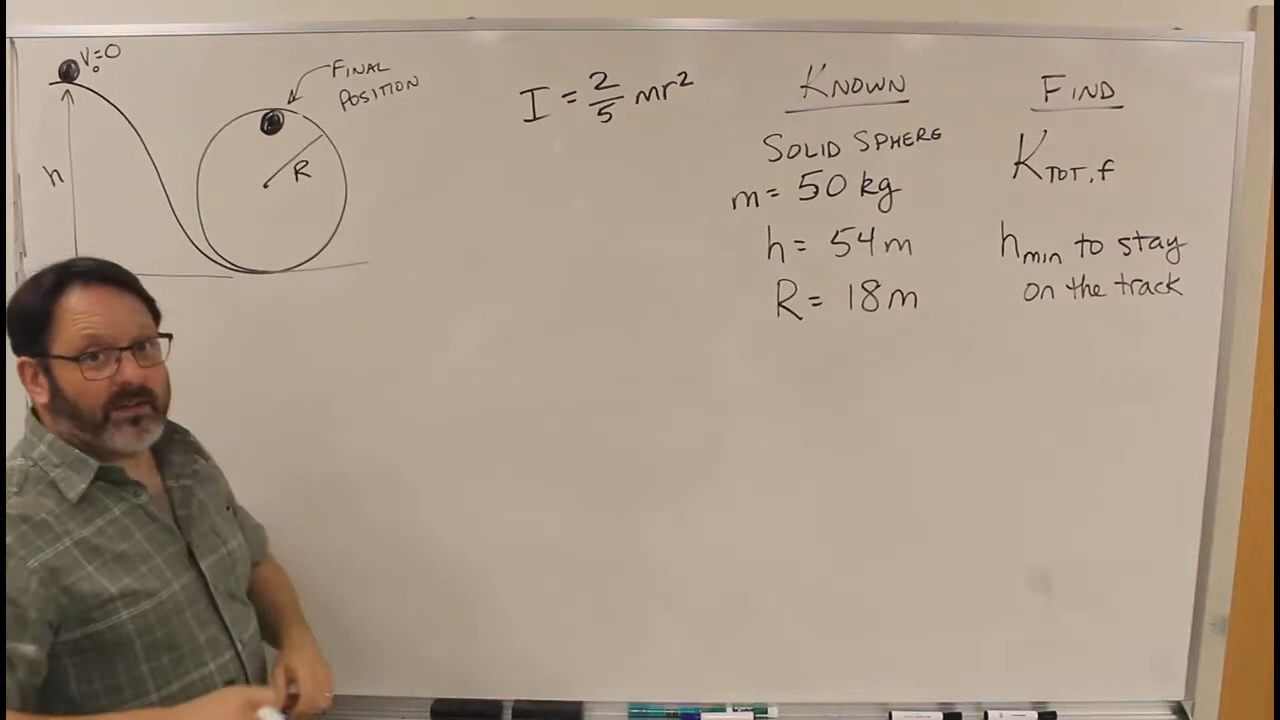 V₀=0
FINAL
POSITION
h
R
I = 2/5 mr²
KNOWN
SOLID SPHERE
m = 50 kg
h = 54 m
R = 18 m
FIND
K TOT, f
h min to stay
on the track